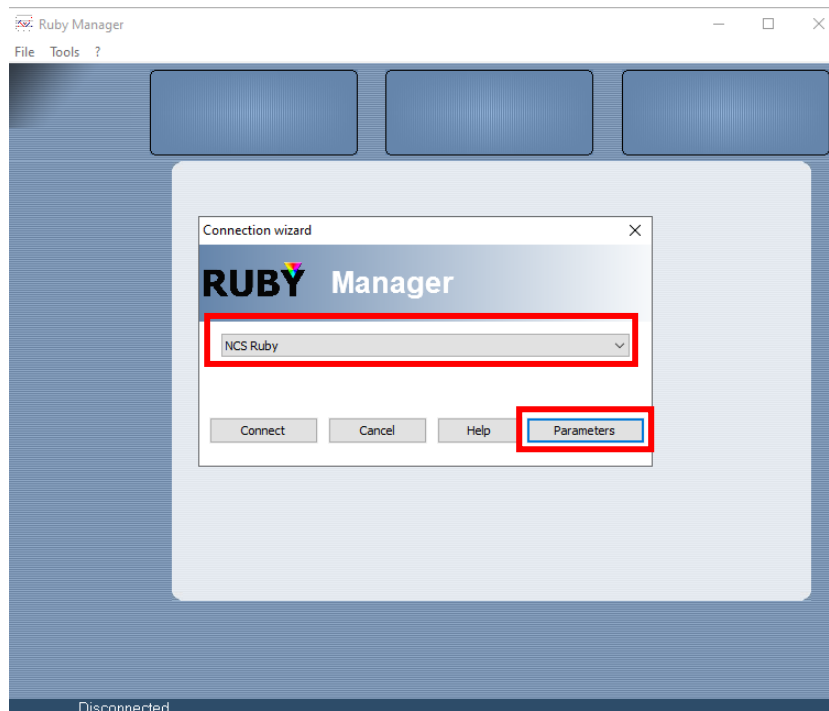 Ruby Manager
File Tools ?
Connection wizard
RUBY Manager
NCS Ruby
Connect Cancel Help Parameters
Disconnected